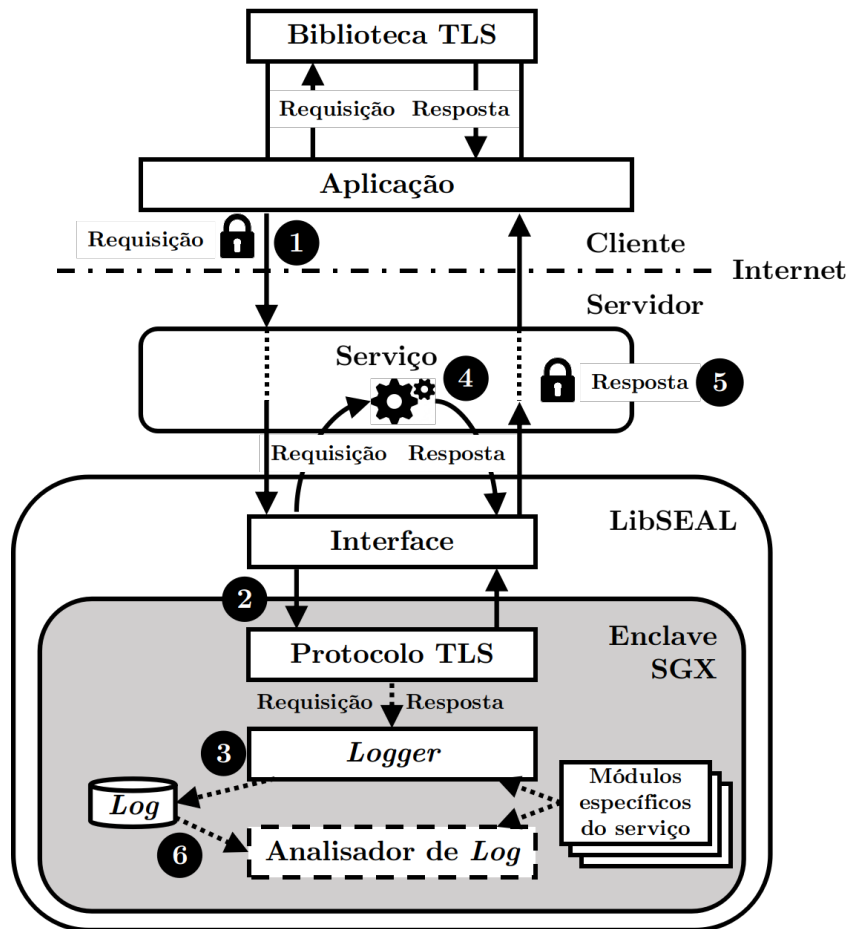 Biblioteca TLS
Requisição Resposta
Aplicação
Requisição
1
Cliente
Internet
Servidor
Serviço
4
Resposta
5
Requisição Resposta
LibSEAL
Interface
2
Enclave
SGX
Protocolo TLS
Requisição Resposta
3
Logger
Módulos
específicos
do serviço
Log
6
Analisador de Log